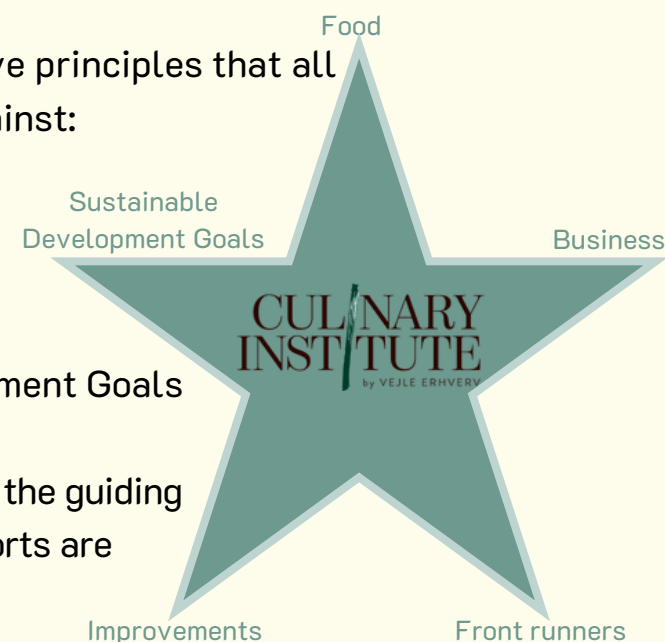 Food
ve principles that all
inst:
Sustainable
Development Goals
Business
CULINARY
INSTITUTE
by VEJLE ERHVERV
ment Goals
the guiding
rts are
Improvements
Front runners